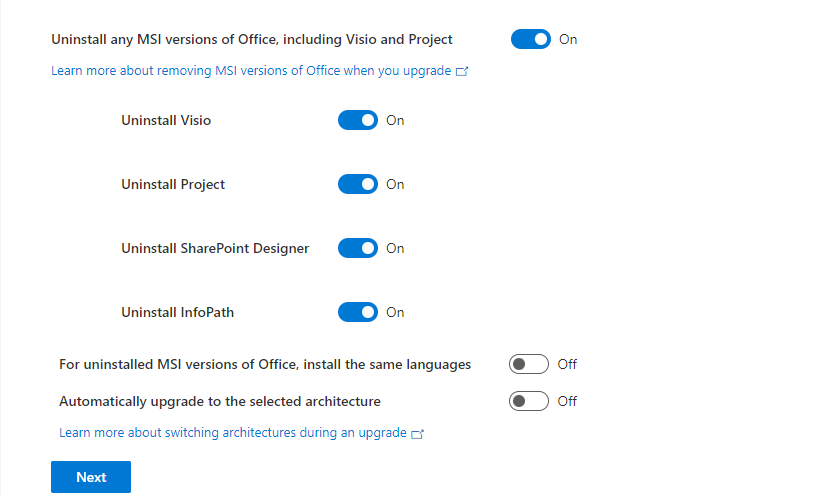 Uninstall any MSI versions of Office, including Visio and Project On
Learn more about removing MSI versions of Office when you upgrade
Uninstall Visio On
Uninstall Project On
Uninstall SharePoint Designer On
Uninstall InfoPath On
For uninstalled MSI versions of Office, install the same languages Off
Automatically upgrade to the selected architecture Off
Learn more about switching architectures during an upgrade
Next